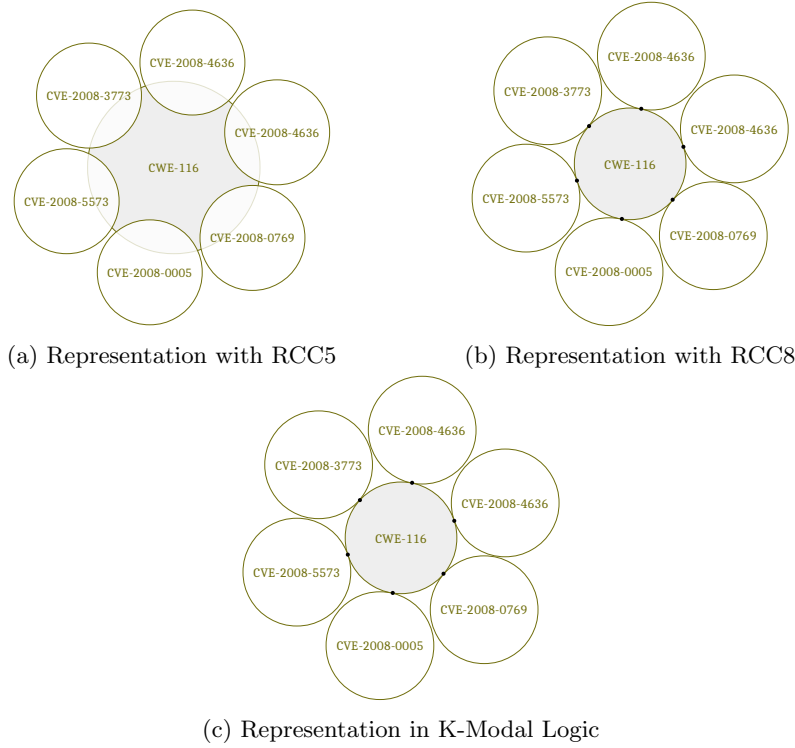 CVE-2008-4636
CVE-2008-3773
CVE-2008-4636
CWE-116
CVE-2008-5573
CVE-2008-0769
CVE-2008-0005
(a) Representation with RCC5
CVE-2008-4636
CVE-2008-3773
CVE-2008-4636
CWE-116
CVE-2008-5573
CVE-2008-0769
CVE-2008-0005
(b) Representation with RCC8
CVE-2008-4636
CVE-2008-3773
CVE-2008-4636
CWE-116
CVE-2008-5573
CVE-2008-0769
CVE-2008-0005
(c) Representation in K-Modal Logic